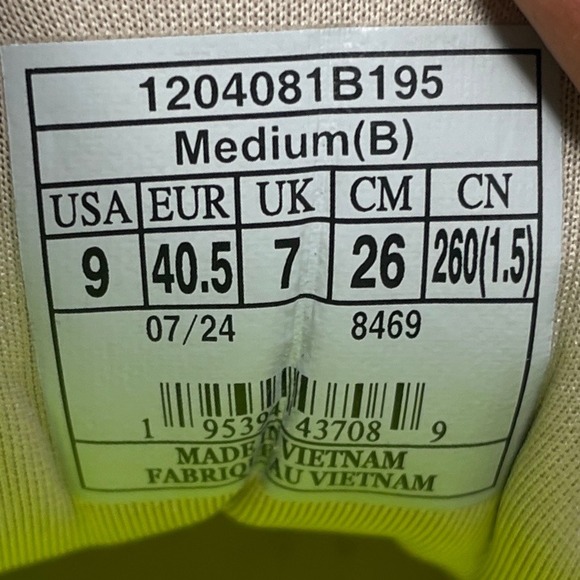 1204081B195
Medium(B)
USA EUR UK CM CN
9 40.5 7 26 260(1.5)
07/24 8469
1 9539 43708 9
MADE VIETNAM
AU VIETNAM